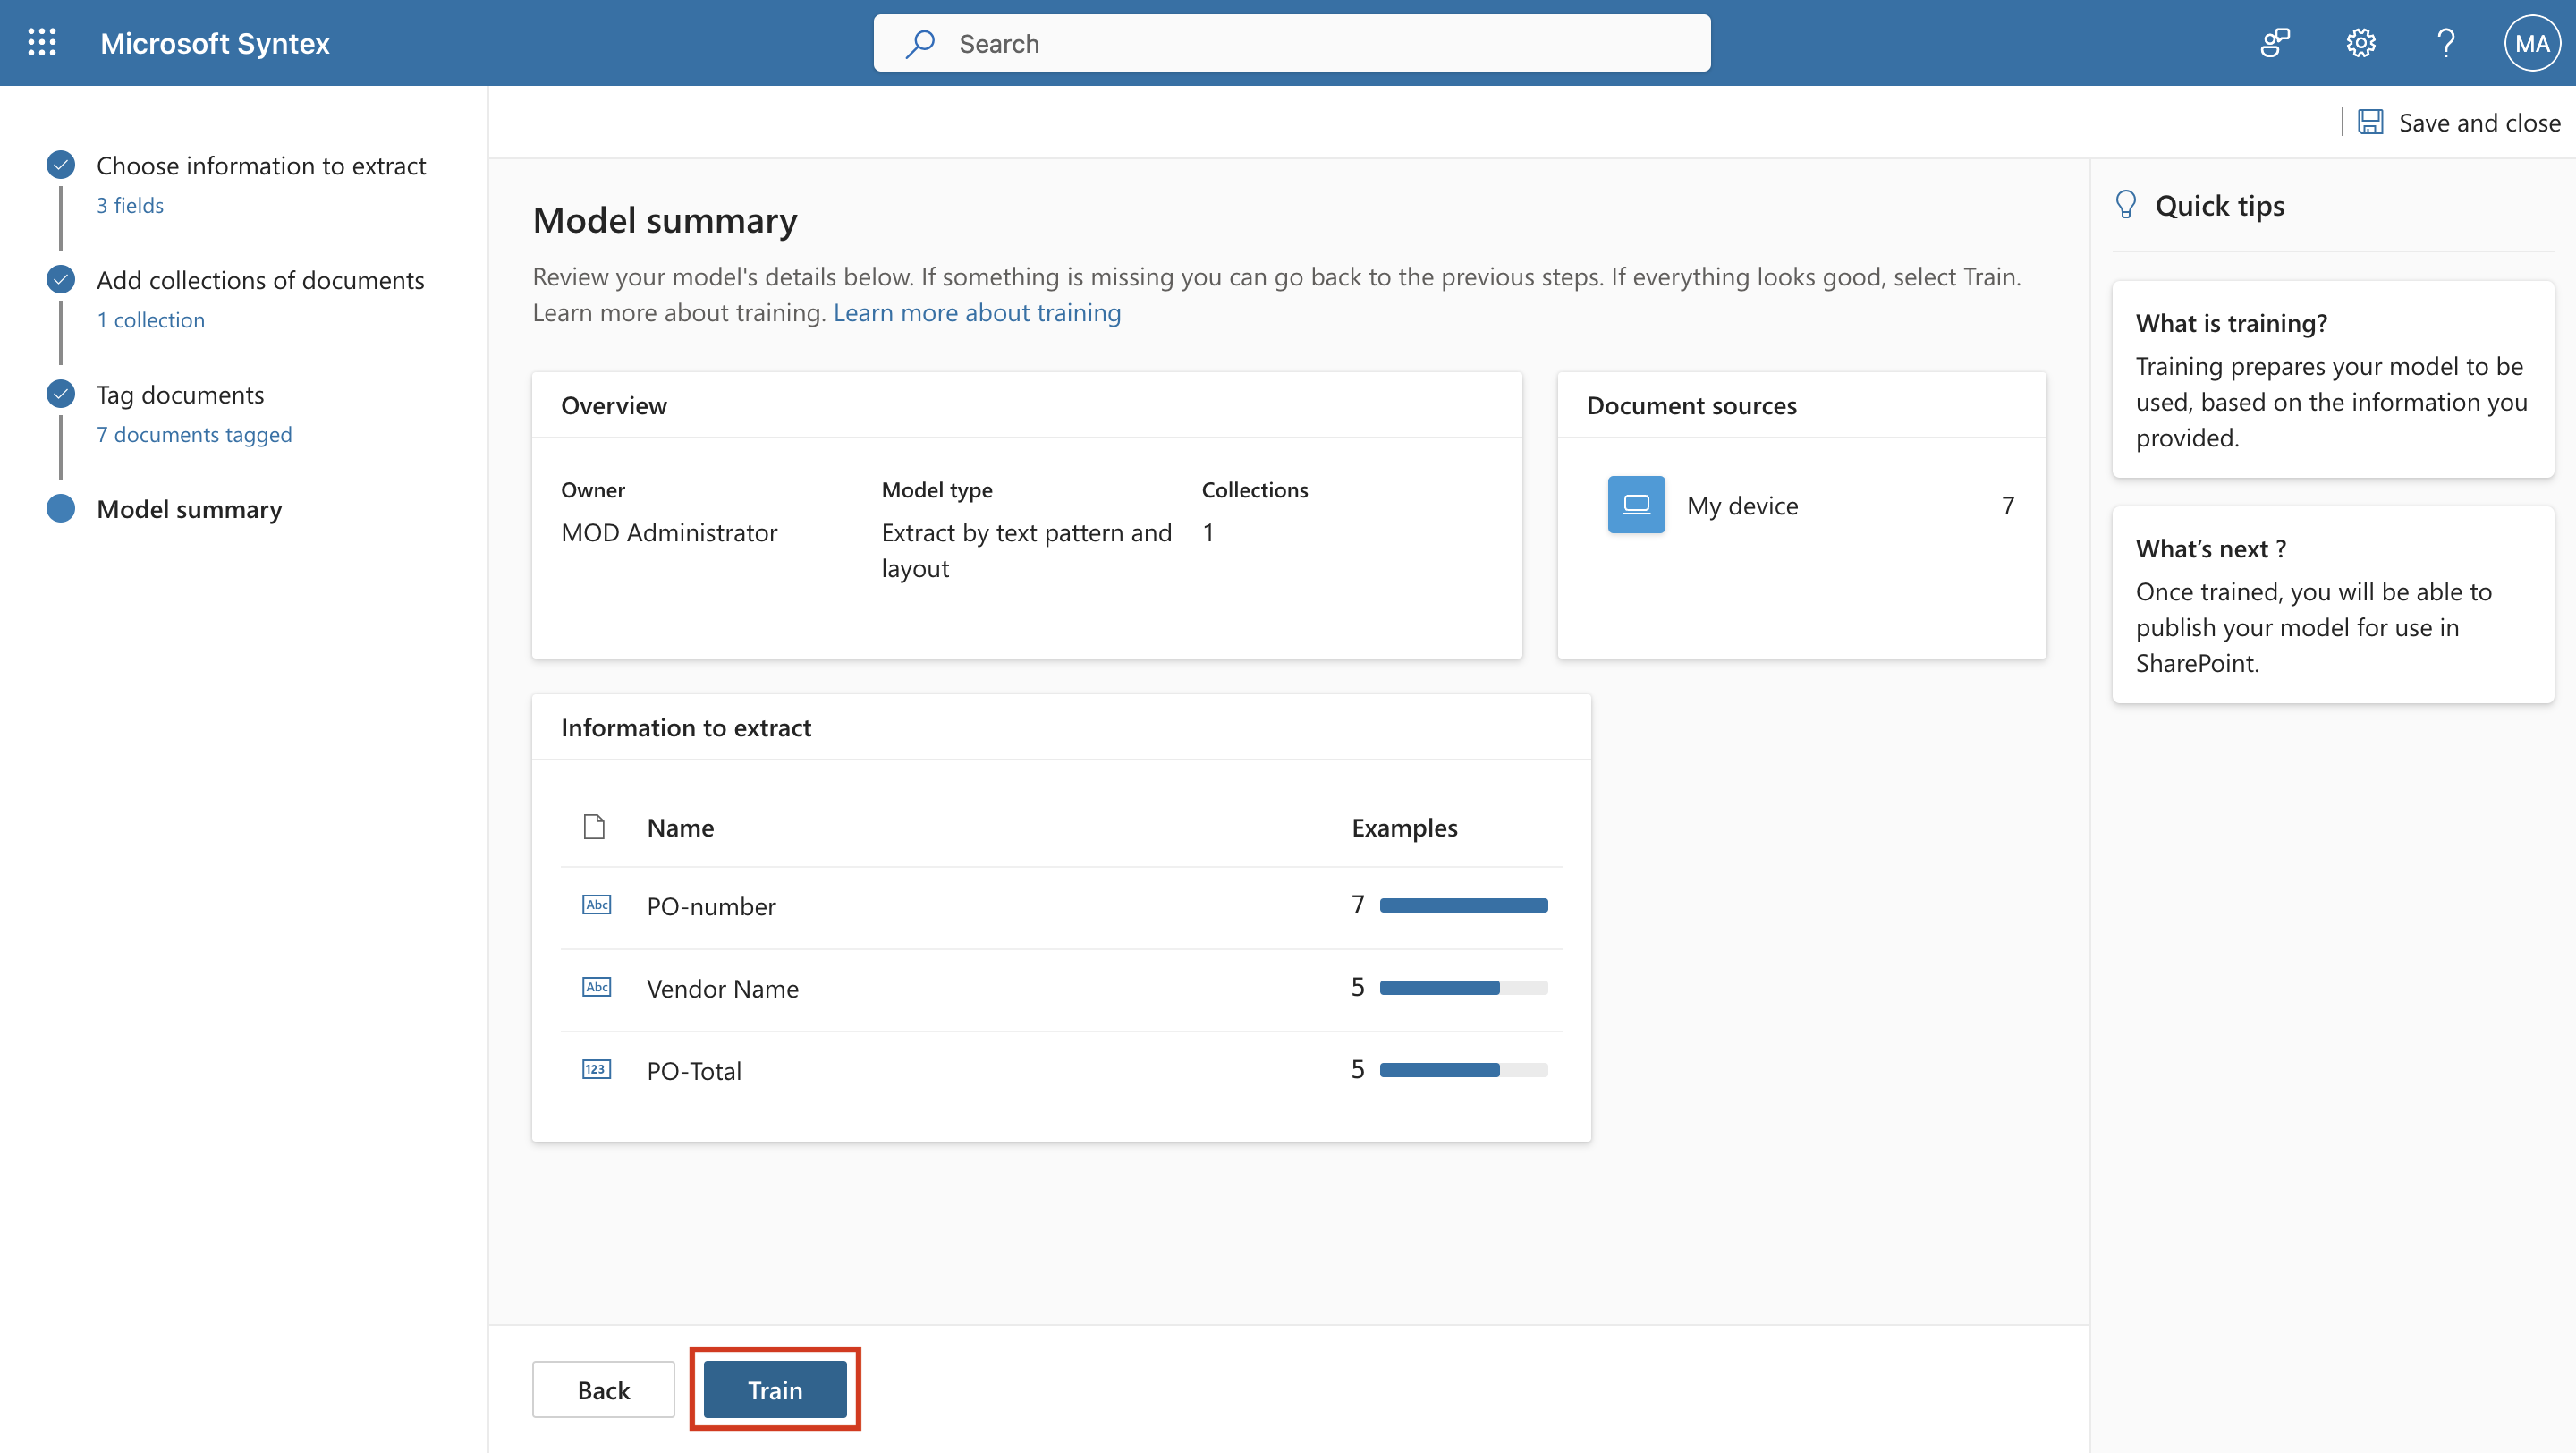 Microsoft Syntex
Search
MA
Save and close
Choose information to extract
3 fields
Add collections of documents
1 collection
Tag documents
7 documents tagged
Model summary
Model summary
Review your model's details below. If something is missing you can go back to the previous steps. If everything looks good, select Train.
Learn more about training. Learn more about training
Overview
Owner
MOD Administrator
Model type
Extract by text pattern and
layout
Collections
1
Document sources
My device 7
Information to extract
Name Examples
Abc PO-number 7
Abc Vendor Name 5
123 PO-Total 5
Back
Train
Quick tips
What is training?
Training prepares your model to be
used, based on the information you
provided.
What’s next ?
Once trained, you will be able to
publish your model for use in
SharePoint.